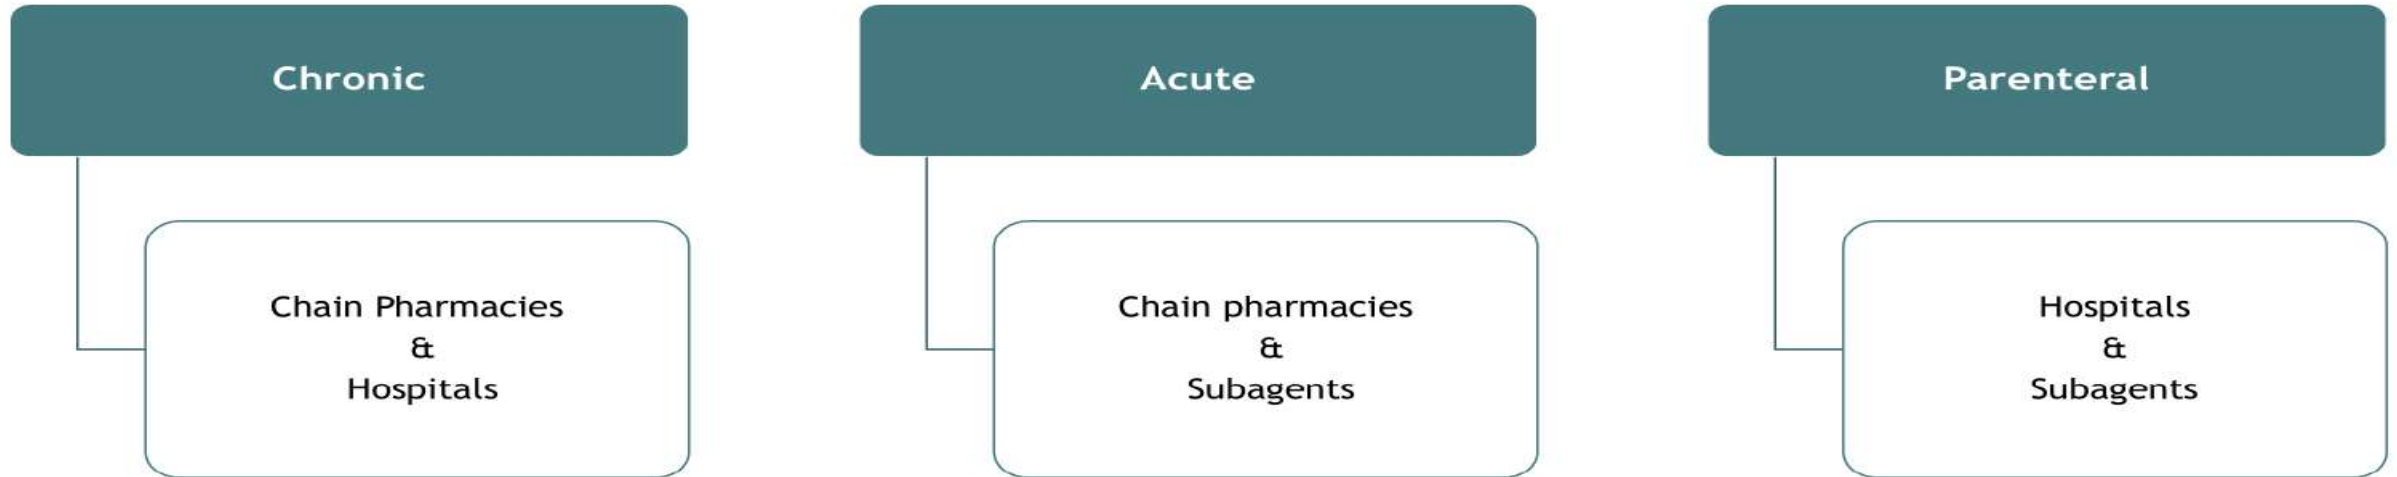 Chronic
Acute
Parenteral
Chain Pharmacies
&
Hospitals
Chain pharmacies
&
Subagents
Hospitals
&
Subagents